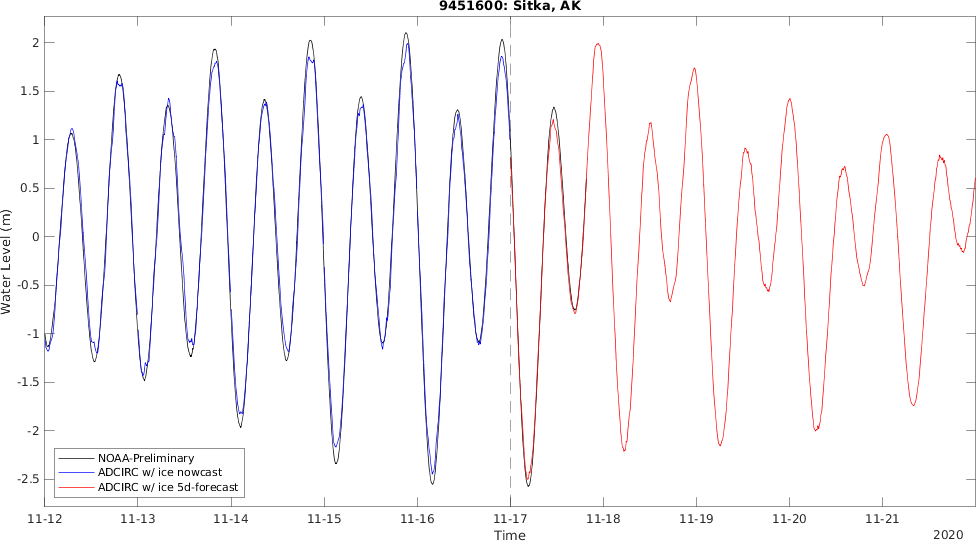 9451600: Sitka, AK
2
1.5
1
0.5
0
-0.5
-1
-1.5
-2
-2.5
Water Level (m)
NOAA-Preliminary
ADCIRC w/ ice nowcast
ADCIRC w/ ice 5d-forecast
11-12 11-13 11-14 11-15 11-16 11-17 11-18 11-19 11-20 11-21
Time
2020